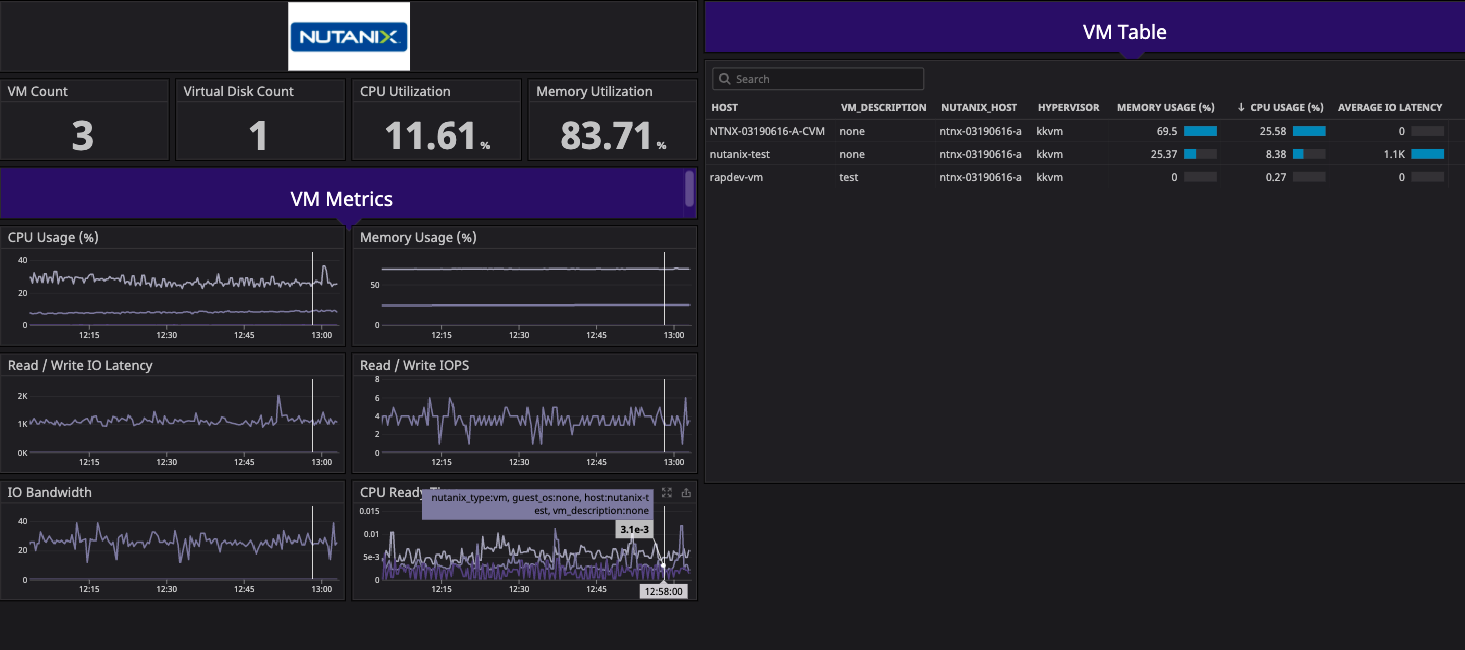 NUTANIX
VM Count
3
Virtual Disk Count
1
CPU Utilization
11.61 %
Memory Utilization
83.71 %
VM Metrics
CPU Usage (%)
40
20
0
12:15 12:30 12:45 13:00
Memory Usage (%)
50
0
12:15 12:30 12:45 13:00
Read / Write IO Latency
2K
1K
0K
12:15 12:30 12:45 13:00
Read / Write IOPS
8
6
4
2
0
12:15 12:30 12:45 13:00
IO Bandwidth
40
20
0
12:15 12:30 12:45 13:00
CPU Ready
nutanix_type:vm, guest_os:none, host:nutanix-t
est, vm_description:none
3.1e-3
0.015
0.01
5e-3
0
12:15 12:30 12:45
12:58:00
VM Table
Search
HOST VM_DESCRIPTION NUTANIX_HOST HYPERVISOR MEMORY USAGE (%) ↓ CPU USAGE (%) AVERAGE IO LATENCY
NTNX-03190616-A-CVM none ntnx-03190616-a kkvm 69.5 25.58 0
nutanix-test none ntnx-03190616-a kkvm 25.37 8.38 1.1K
rapdev-vm test ntnx-03190616-a kkvm 0 0.27 0